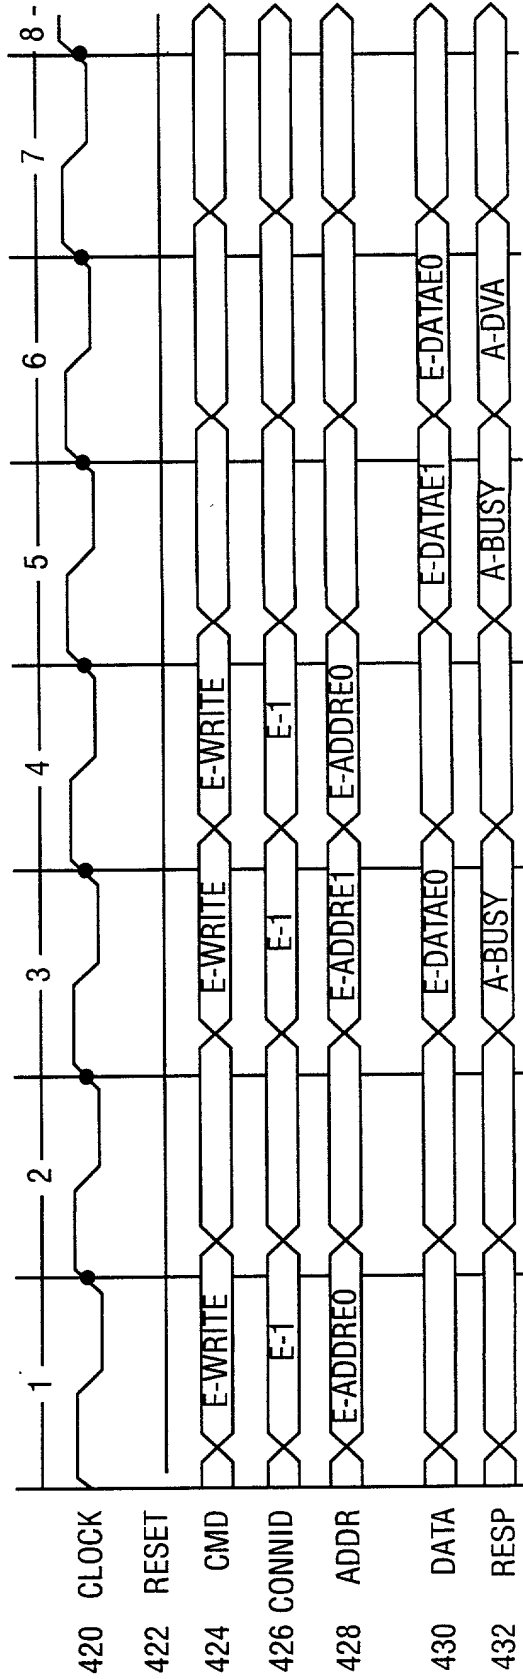 1 2 3 4 5 6 7 8
420 CLOCK
422 RESET
424 CMD E-WRITE E-WRITE E-WRITE
426 CONNID E-1 E-1 E-1
428 ADDR E-ADDRE0 E-ADDRE1 E-ADDRE0
430 DATA E-DATAE0 E-DATAE1 E-DATAE0
432 RESP A-BUSY A-BUSY A-DVA